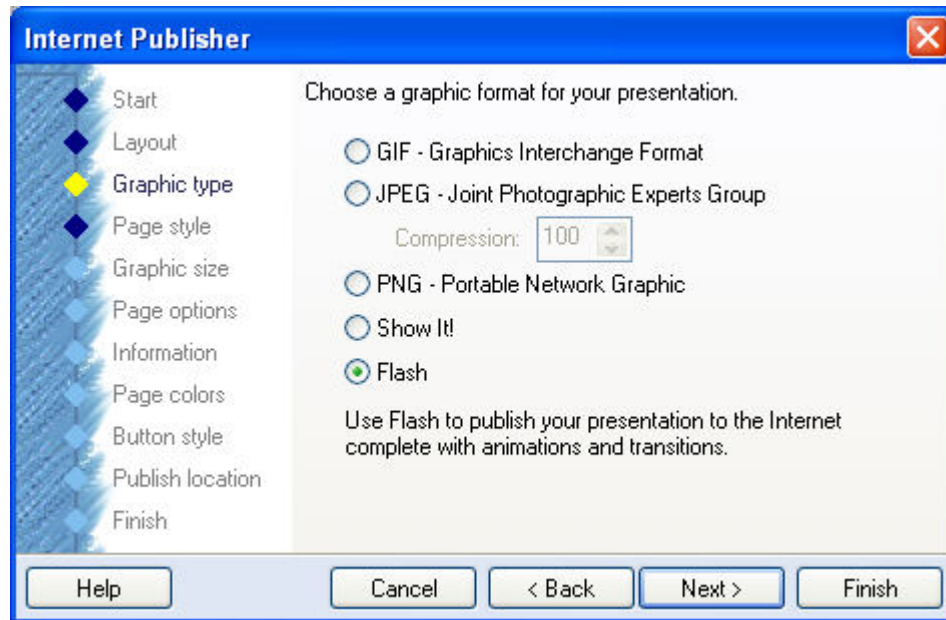 Internet Publisher
Start
Layout
Graphic type
Page style
Graphic size
Page options
Information
Page colors
Button style
Publish location
Finish
Choose a graphic format for your presentation.
GIF - Graphics Interchange Format
JPEG - Joint Photographic Experts Group
Compression: 100
PNG - Portable Network Graphic
Show It!
Flash
Use Flash to publish your presentation to the Internet
complete with animations and transitions.
Help Cancel < Back Next > Finish